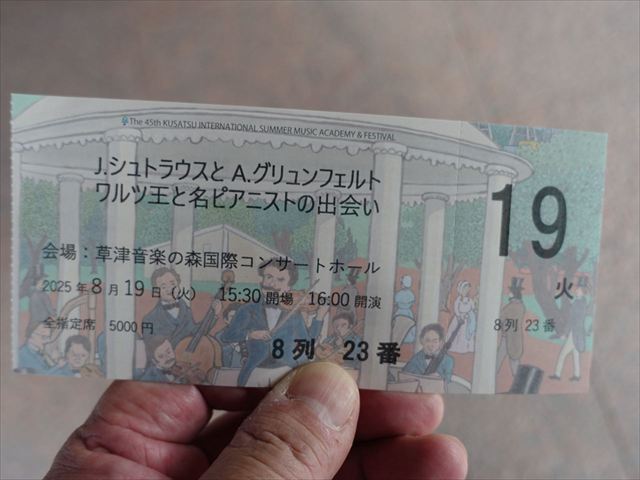 The 45th KUSATSU INTERNATIONAL SUMMER MUSIC ACADEMY & FESTIVAL
J.シュトラウスと A.グリュンフェルト
ワルツ王と名ピアニストの出会い
会場：草津音楽の森国際コンサートホール
2025年8月19日（火） 15:30開場 16:00開演
全指定席 5000円
8列 23番
19
火
8列 23番